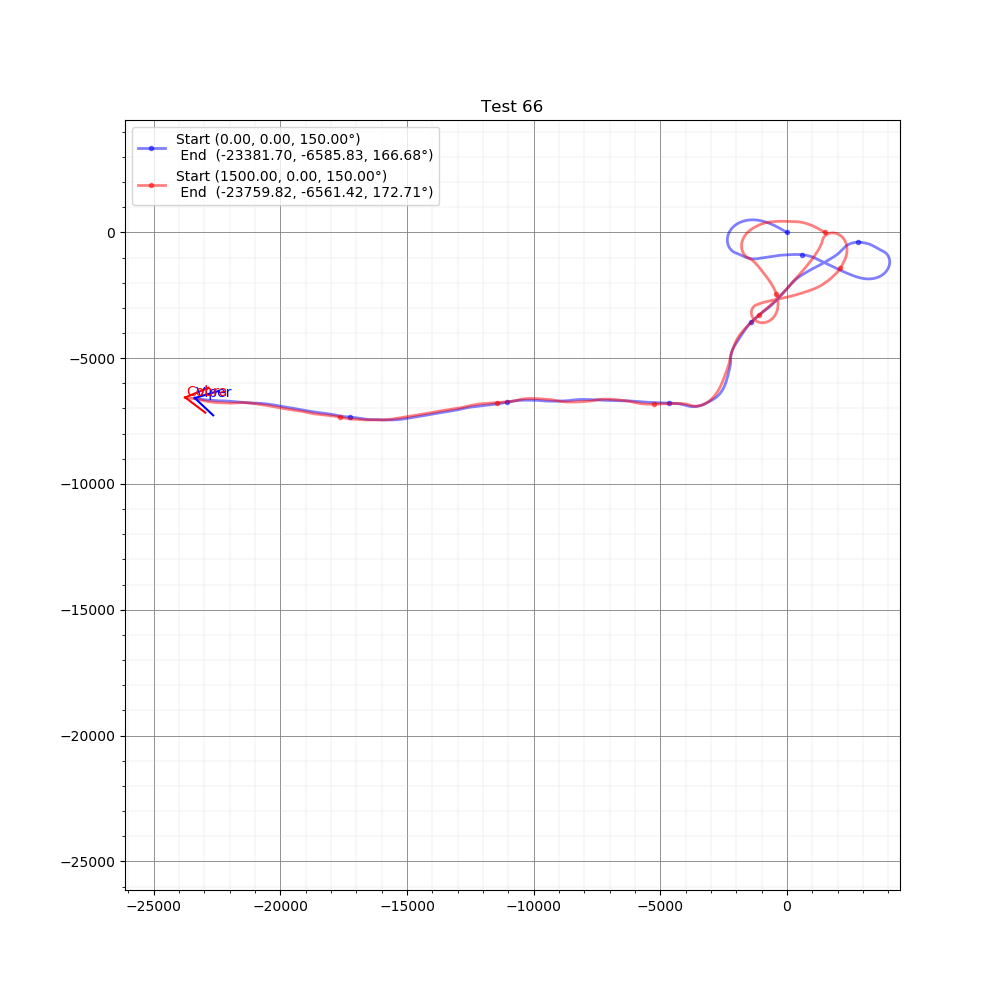 Test 66
Start (0.00, 0.00, 150.00°)
End (-23381.70, -6585.83, 166.68°)
Start (1500.00, 0.00, 150.00°)
End (-23759.82, -6561.42, 172.71°)
0
−5000
−10000
−15000
−20000
−25000
−25000 −20000 −15000 −10000 −5000 0